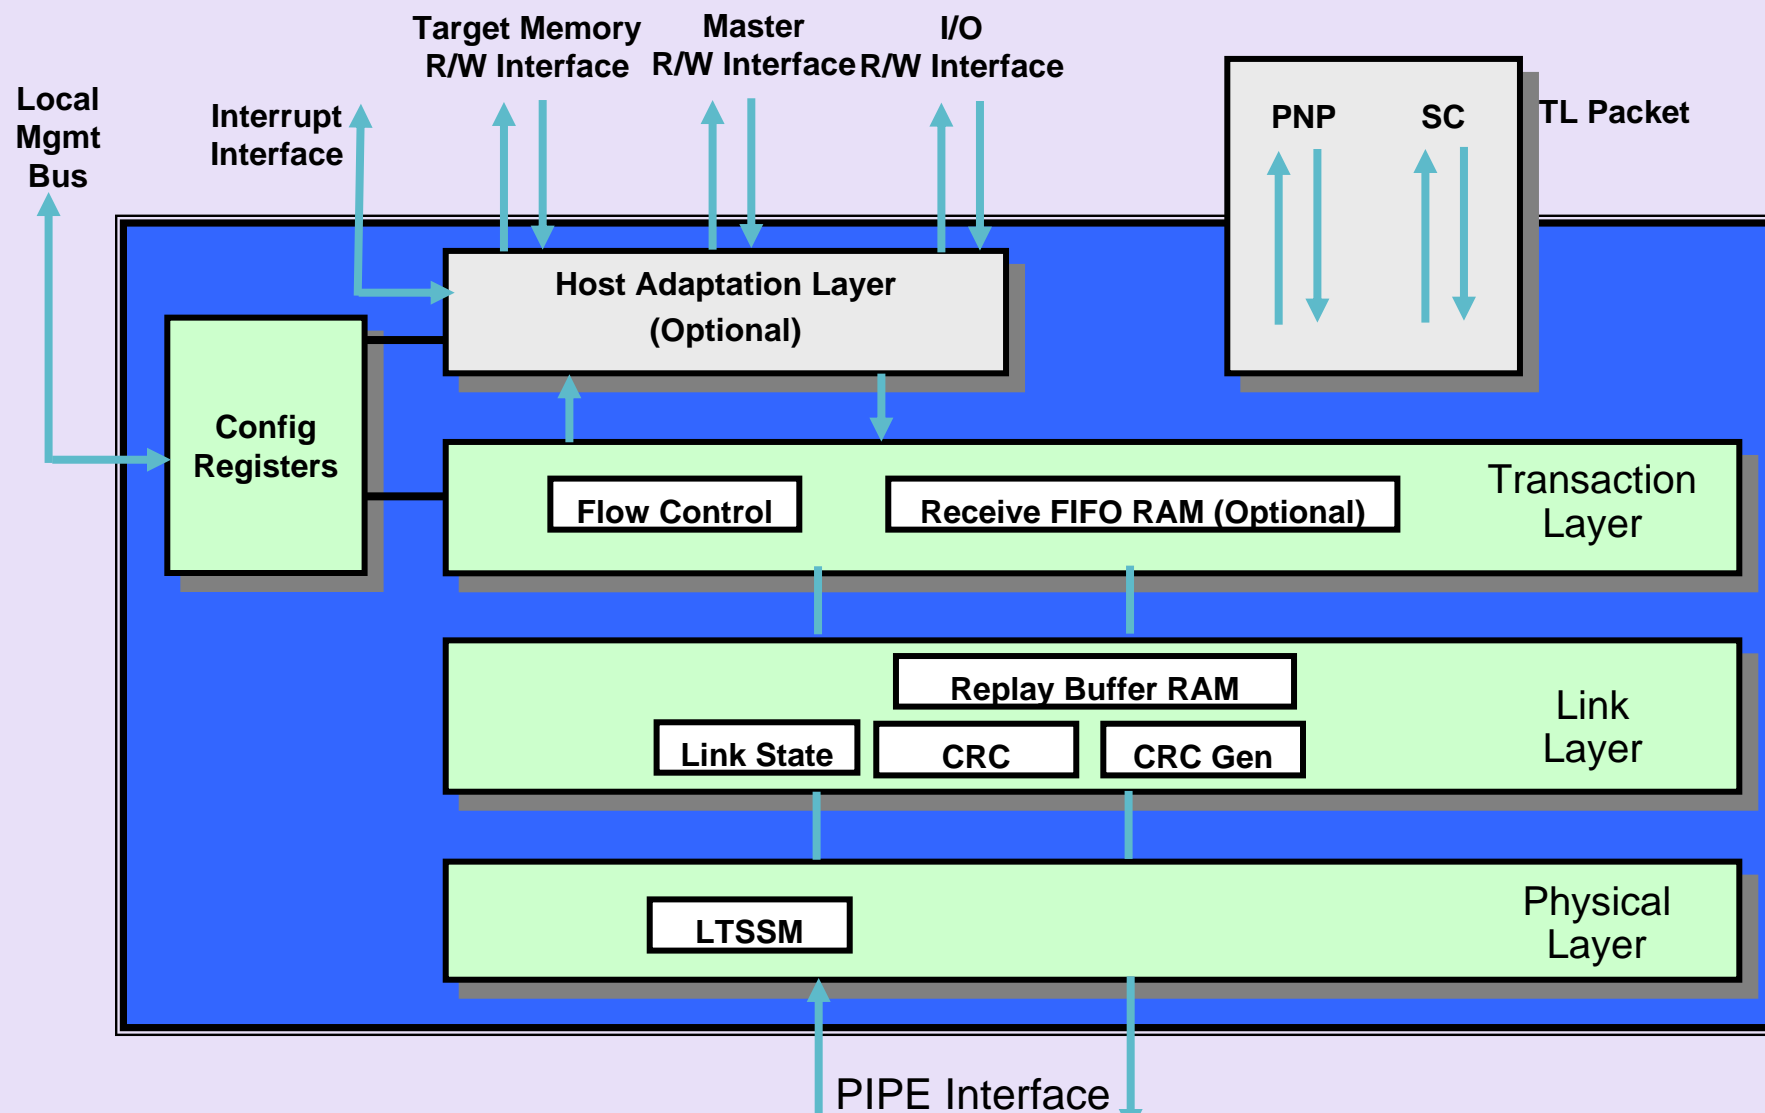 Target Memory
R/W Interface
Master
R/W Interface
I/O
R/W Interface
Local
Mgmt
Bus
Interrupt
Interface
PNP
SC
TL Packet
Host Adaptation Layer
(Optional)
Config
Registers
Flow Control
Receive FIFO RAM (Optional)
Transaction
Layer
Replay Buffer RAM
Link State
CRC
CRC Gen
Link
Layer
LTSSM
Physical
Layer
PIPE Interface